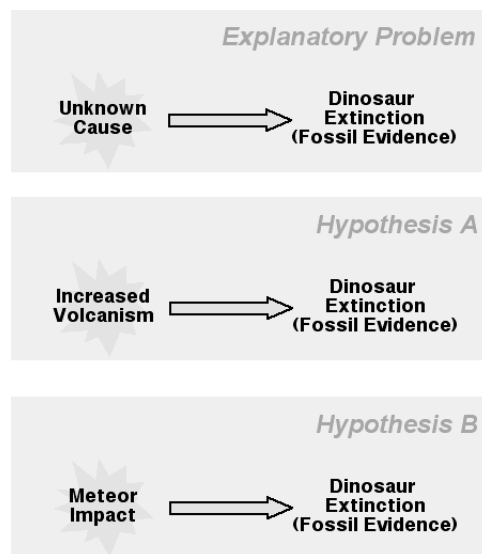 Explanatory Problem
Unknown
Cause
Dinosaur
Extinction
(Fossil Evidence)
Hypothesis A
Increased
Volcanism
Dinosaur
Extinction
(Fossil Evidence)
Hypothesis B
Meteor
Impact
Dinosaur
Extinction
(Fossil Evidence)